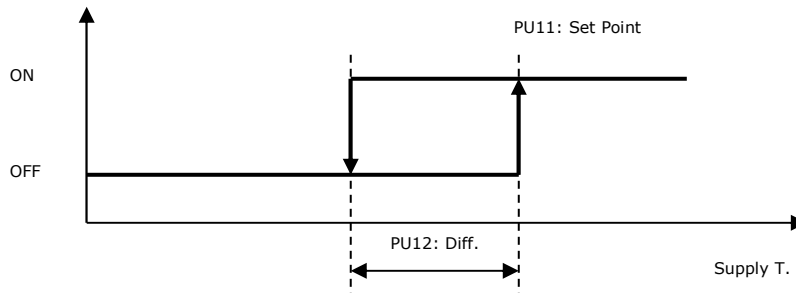 PU11: Set Point
ON
OFF
PU12: Diff.
Supply T.